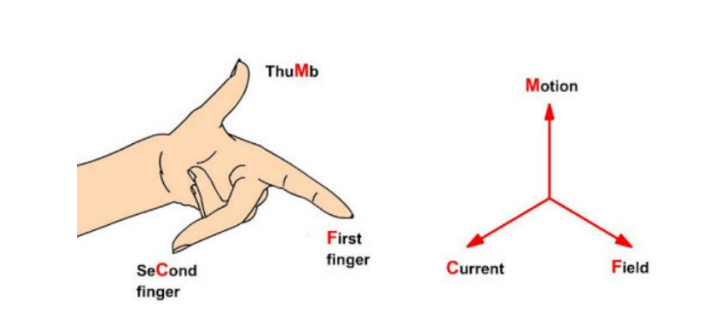 ThuMb
First
finger
SeCond
finger
Motion
Current
Field